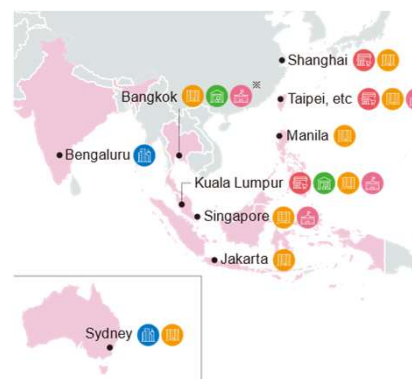 Shanghai
Bangkok ※
Taipei, etc
Manila
Bengaluru
Kuala Lumpur
Singapore
Jakarta
Sydney